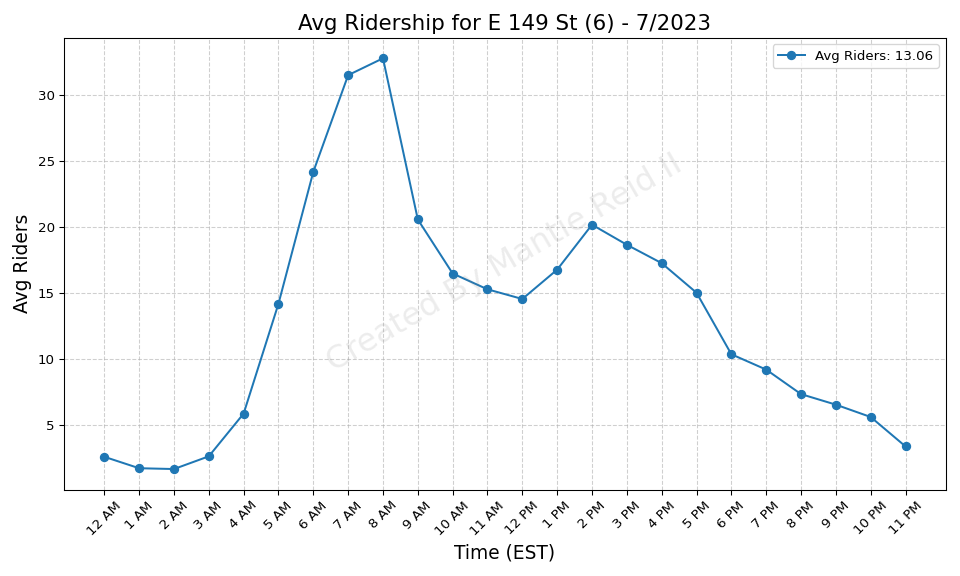 Avg Ridership for E 149 St (6) - 7/2023
Avg Riders: 13.06
Avg Riders
30
25
20
15
10
5
Created By Mantie Reid II
12 AM
1 AM
2 AM
3 AM
4 AM
5 AM
6 AM
7 AM
8 AM
9 AM
10 AM
11 AM
12 PM
1 PM
2 PM
3 PM
4 PM
5 PM
6 PM
7 PM
8 PM
9 PM
10 PM
11 PM
Time (EST)